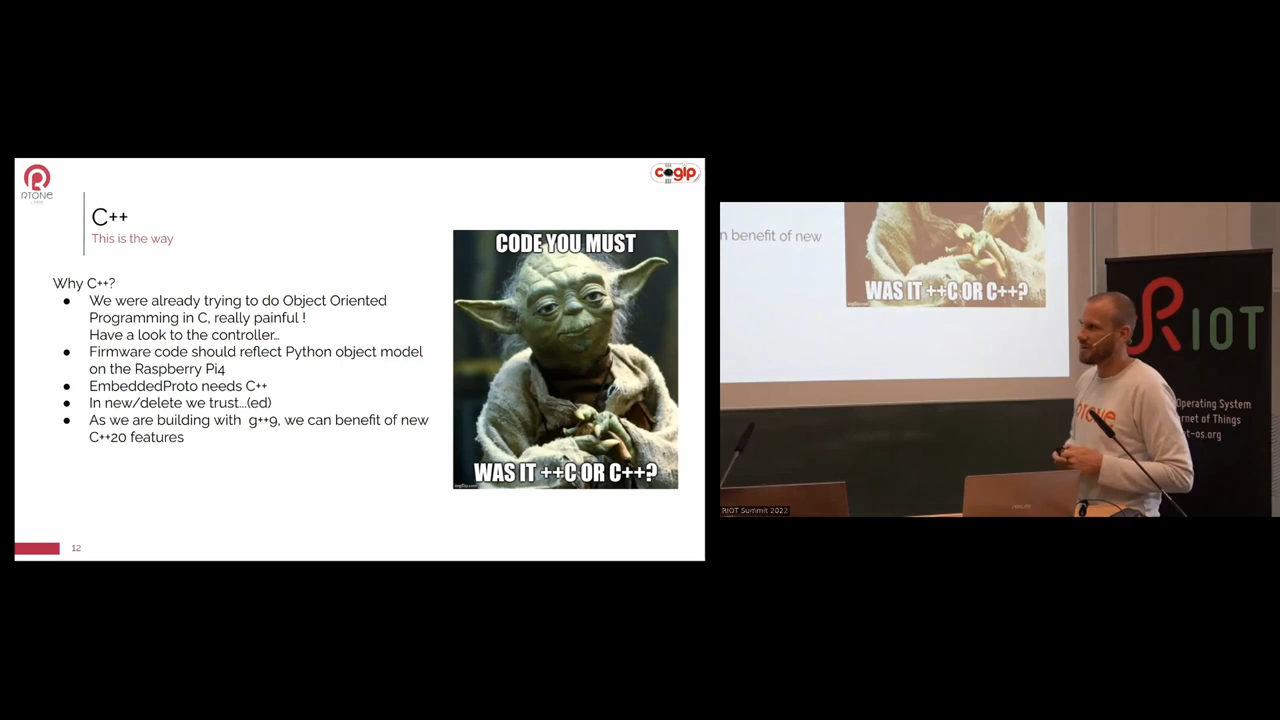 RTONE
cogip
C++
This is the way
Why C++?
● We were already trying to do Object Oriented
Programming in C, really painful !
Have a look to the controller…
● Firmware code should reflect Python object model
on the Raspberry Pi4
● EmbeddedProto needs C++
● In new/delete we trust...(ed)
● As we are building with g++9, we can benefit of new
C++20 features
CODE YOU MUST
WAS IT ++C OR C++?
imgflip.com
12
n benefit of new
WAS IT ++C OR C++?
RIOT
Operating System
ernet of Things
t-os.org
RTONE
RIOT Summit 2022